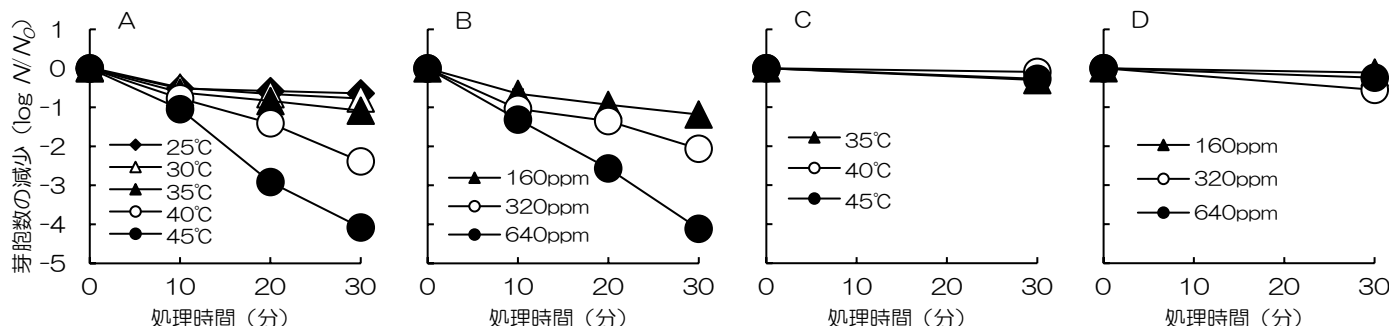 芽胞数の減少（log N/N0）
A
1
0
-1
-2
-3
-4
-5
25℃
30℃
35℃
40℃
45℃
0 10 20 30
処理時間（分）
B
160ppm
320ppm
640ppm
0 10 20 30
処理時間（分）
C
35℃
40℃
45℃
0 10 20 30
処理時間（分）
D
160ppm
320ppm
640ppm
0 10 20 30
処理時間（分）